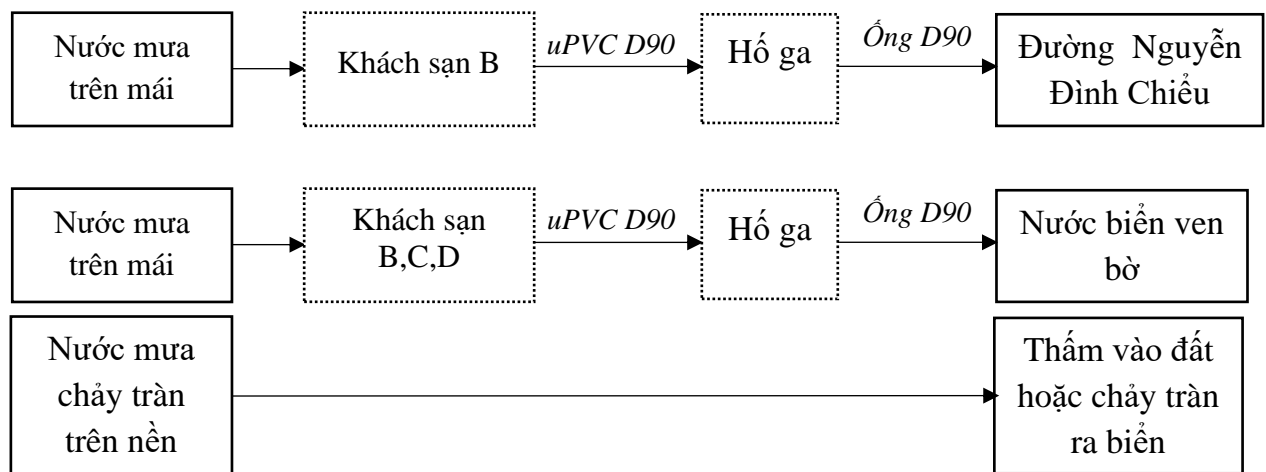 Nước mưa
trên mái
Khách sạn B
uPVC D90
Hố ga
Ống D90
Đường Nguyễn
Đình Chiểu
Nước mưa
trên mái
Khách sạn
B,C,D
uPVC D90
Hố ga
Ống D90
Nước biển ven
bờ
Nước mưa
chảy tràn
trên nền
Thấm vào đất
hoặc chảy tràn
ra biển